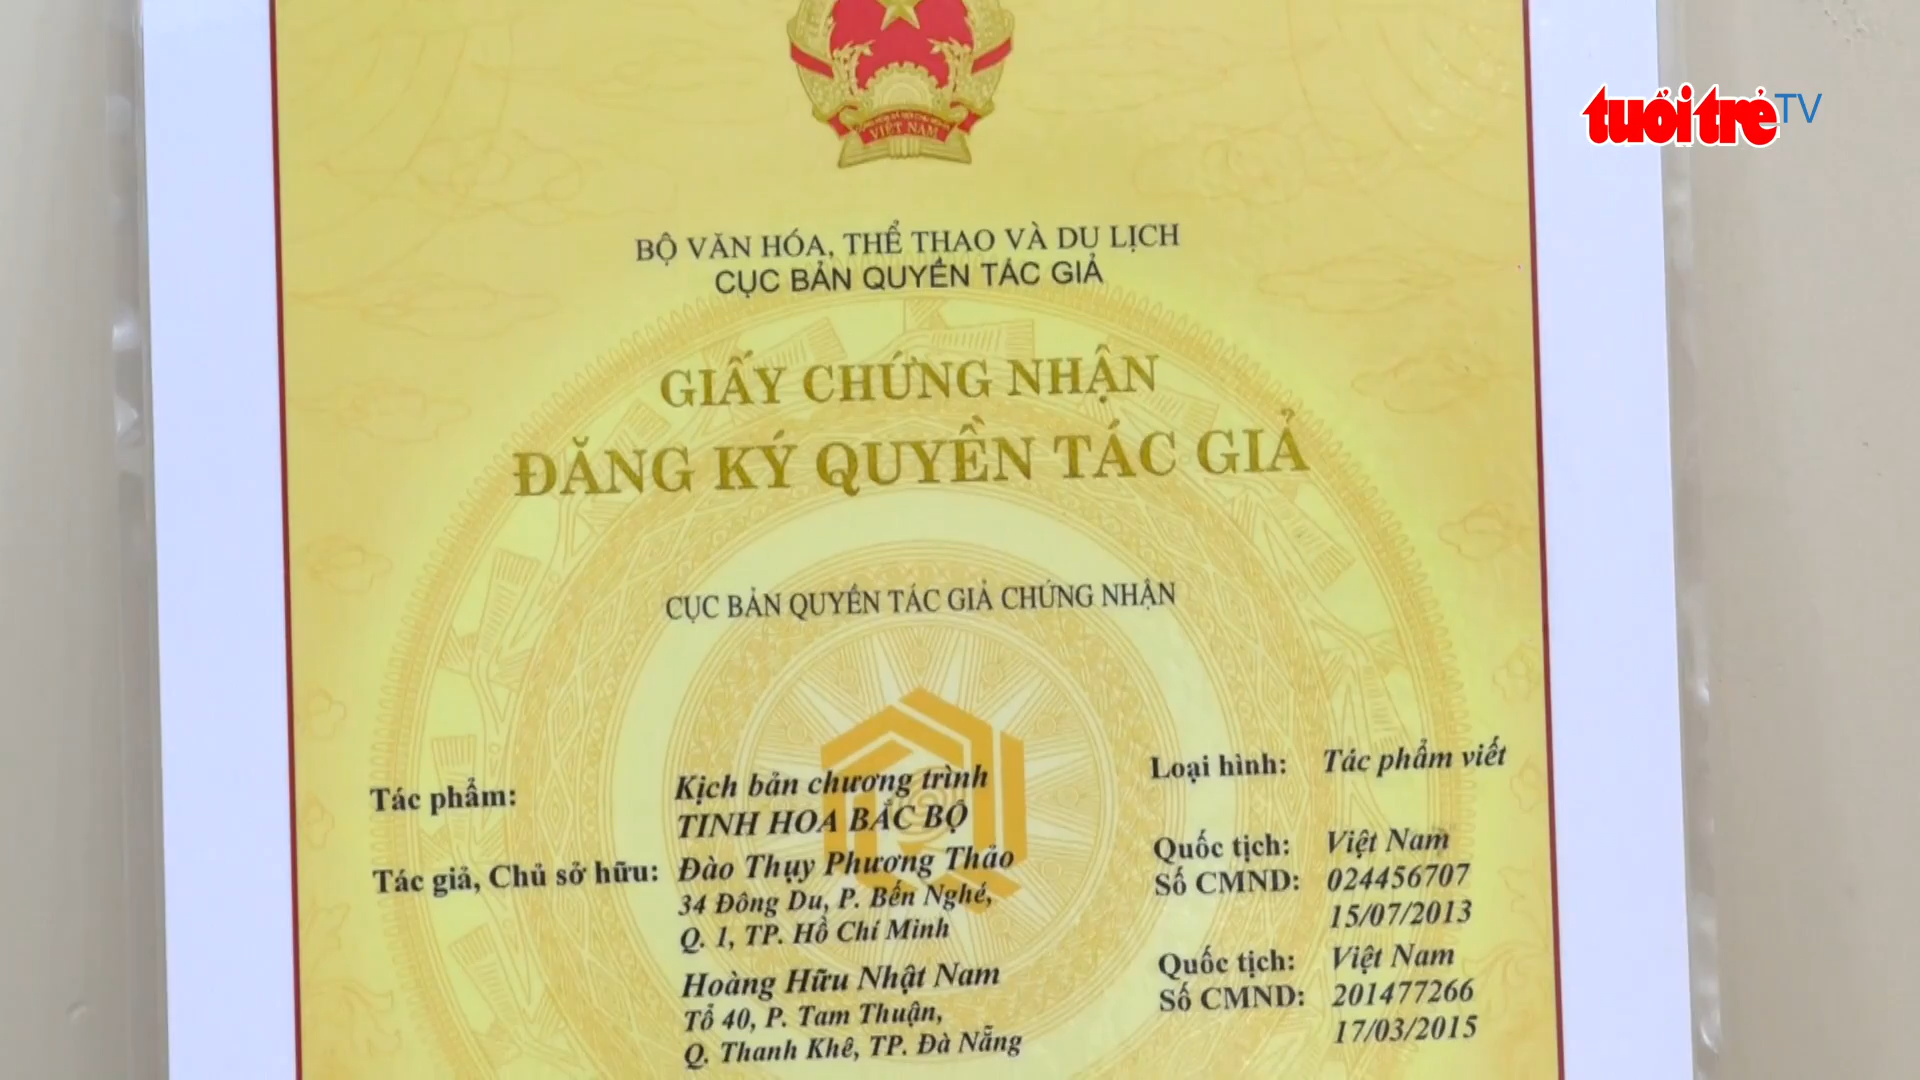 VIỆT NAM
tuổi trẻ TV
BỘ VĂN HÓA, THỂ THAO VÀ DU LỊCH
CỤC BẢN QUYỀN TÁC GIẢ
GIẤY CHỨNG NHẬN
ĐĂNG KÝ QUYỀN TÁC GIẢ
CỤC BẢN QUYỀN TÁC GIẢ CHỨNG NHẬN
Tác phẩm: Kịch bản chương trình Loại hình: Tác phẩm viết
TINH HOA BẮC BỘ
Tác giả, Chủ sở hữu: Đào Thụy Phương Thảo Quốc tịch: Việt Nam
34 Đông Du, P. Bến Nghé, Số CMND: 024456707
Q. 1, TP. Hồ Chí Minh 15/07/2013
Hoàng Hữu Nhật Nam Quốc tịch: Việt Nam
Tổ 40, P. Tam Thuận, Số CMND: 201477266
Q. Thanh Khê, TP. Đà Nẵng 17/03/2015